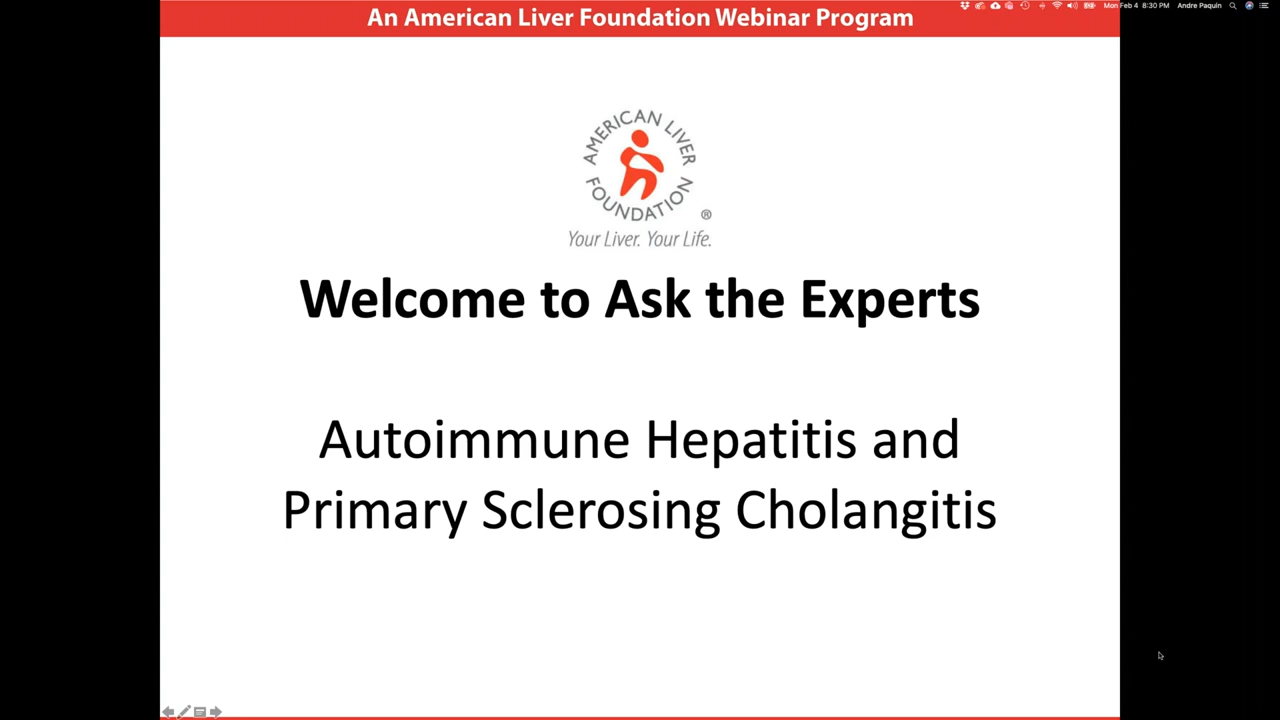 An American Liver Foundation Webinar Program
Mon Feb 4 8:30 PM Andre Paquin
AMERICAN LIVER
FOUNDATION
®
Your Liver. Your Life.
Welcome to Ask the Experts
Autoimmune Hepatitis and
Primary Sclerosing Cholangitis